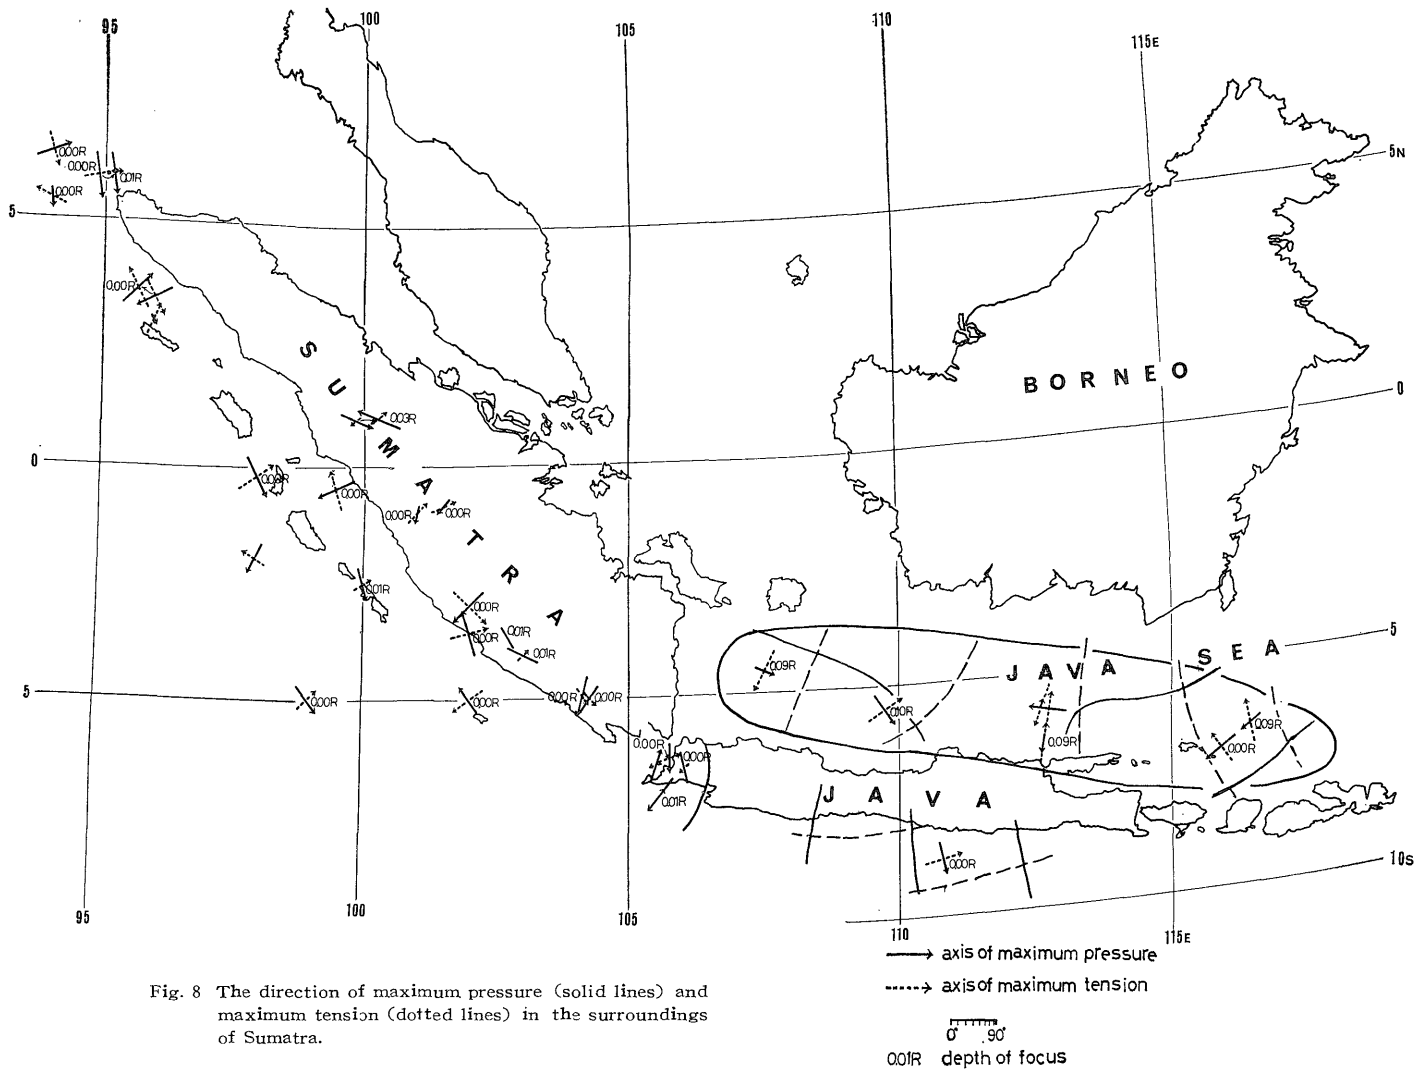 95
100
105
110
115E
5N
0.00R
0.00R
0.01R
0.00R
5
0.00R
SUMATRA
BORNEO
0
0.03R
0
0.00R
0.00R
0.00R
0.00R
0.01R
0.00R
0.00R
0.01R
0.01R
5
JAVA SEA
0.09R
5
0.00R
0.00R
0.00R
0.00R
0.10R
0.09R
0.09R
0.00R
0.00R
0.00R
0.01R
JAVA
0.00R
10S
95
100
105
110
115E
axis of maximum pressure
axis of maximum tension
0° 90°
0.01R depth of focus
Fig. 8 The direction of maximum pressure (solid lines) and
maximum tension (dotted lines) in the surroundings
of Sumatra.